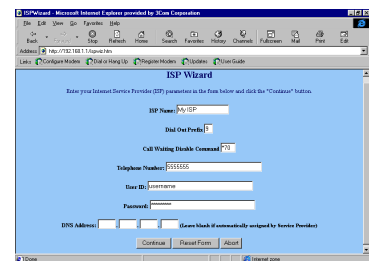 ISPWizard - Microsoft Internet Explorer provided by 3Com Corporation
File Edit View Go Favorites Help
Back Stop Refresh Home Search Favorites History Channels Fullscreen Mail Print Edit
Address http://192.168.1.1/ispwiz.htm
Links Configure Modem Dial or Hang Up Register Modem Updates User Guide
ISP Wizard
Enter your Internet Service Provider (ISP) parameters in the form below and click the "Continue" button.
ISP Name: My ISP
Dial Out Prefix 9
Call Waiting Disable Command *70
Telephone Number: 5555555
User ID: username
Password: ********
DNS Address: . . . (Leave blank if automatically assigned by Service Provider)
Continue Reset Form Abort
Done Internet zone